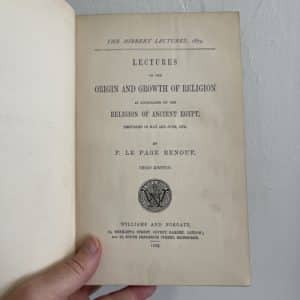 THE HIBBERT LECTURES, 1879.
LECTURES
ON THE
ORIGIN AND GROWTH OF RELIGION
AS ILLUSTRATED BY THE
RELIGION OF ANCIENT EGYPT,
DELIVERED IN MAY AND JUNE, 1879.
BY
P. LE PAGE RENOUF.
THIRD EDITION.
WILLIAMS AND NORGATE,
14, HENRIETTA STREET, COVENT GARDEN, LONDON;
AND 20, SOUTH FREDERICK STREET, EDINBURGH.